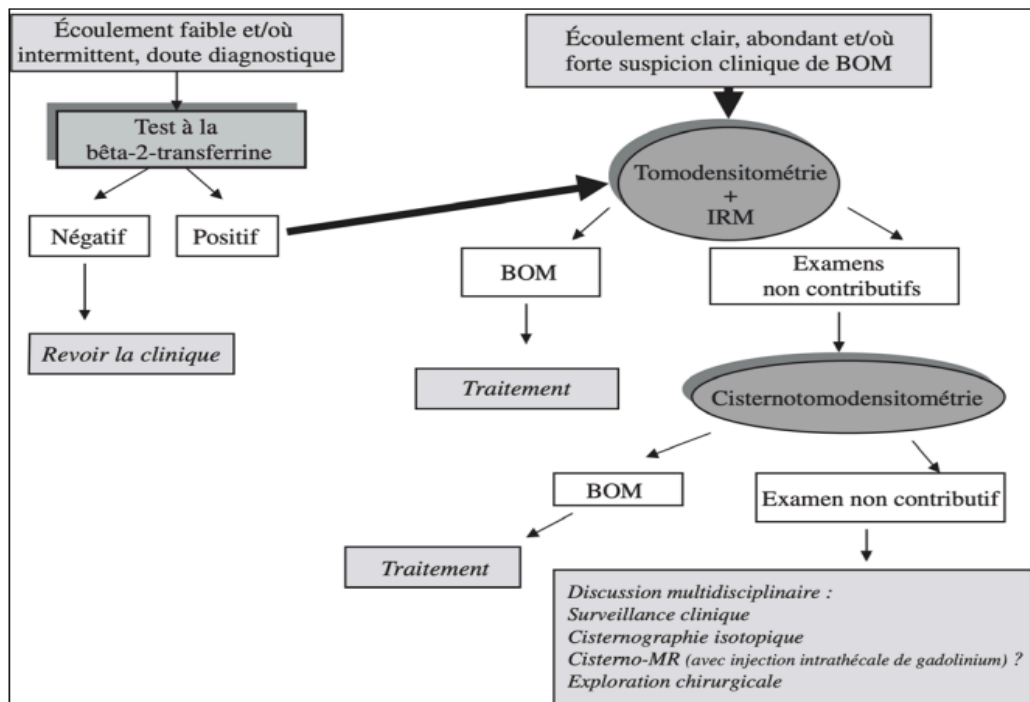 Écoulement faible et/où
intermittent, doute diagnostique
Écoulement clair, abondant et/où
forte suspicion clinique de BOM
Test à la
bêta-2-transferrine
Tomodensitométrie
+
IRM
Négatif
Positif
BOM
Examens
non contributifs
Revoir la clinique
Traitement
Cisternotomodensitométrie
BOM
Examen non contributif
Traitement
Discussion multidisciplinaire :
Surveillance clinique
Cisternographie isotopique
Cisterno-MR (avec injection intrathécale de gadolinium) ?
Exploration chirurgicale